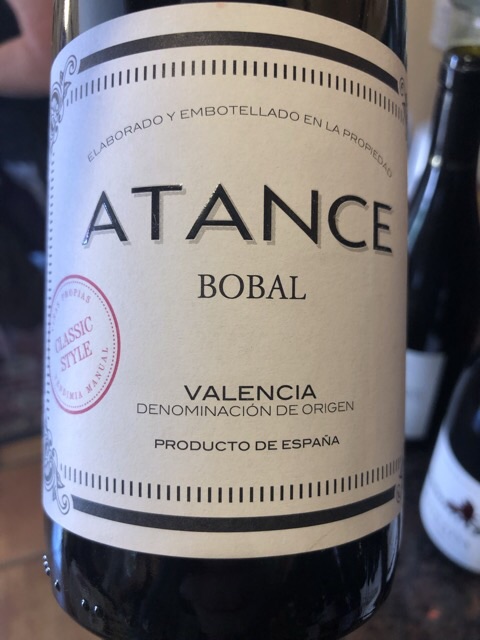 ELABORADO Y EMBOTELLADO EN LA PROPIEDAD
ATANCE
BOBAL
CLASSIC
STYLE
VALENCIA
DENOMINACIÓN DE ORIGEN
PRODUCTO DE ESPAÑA